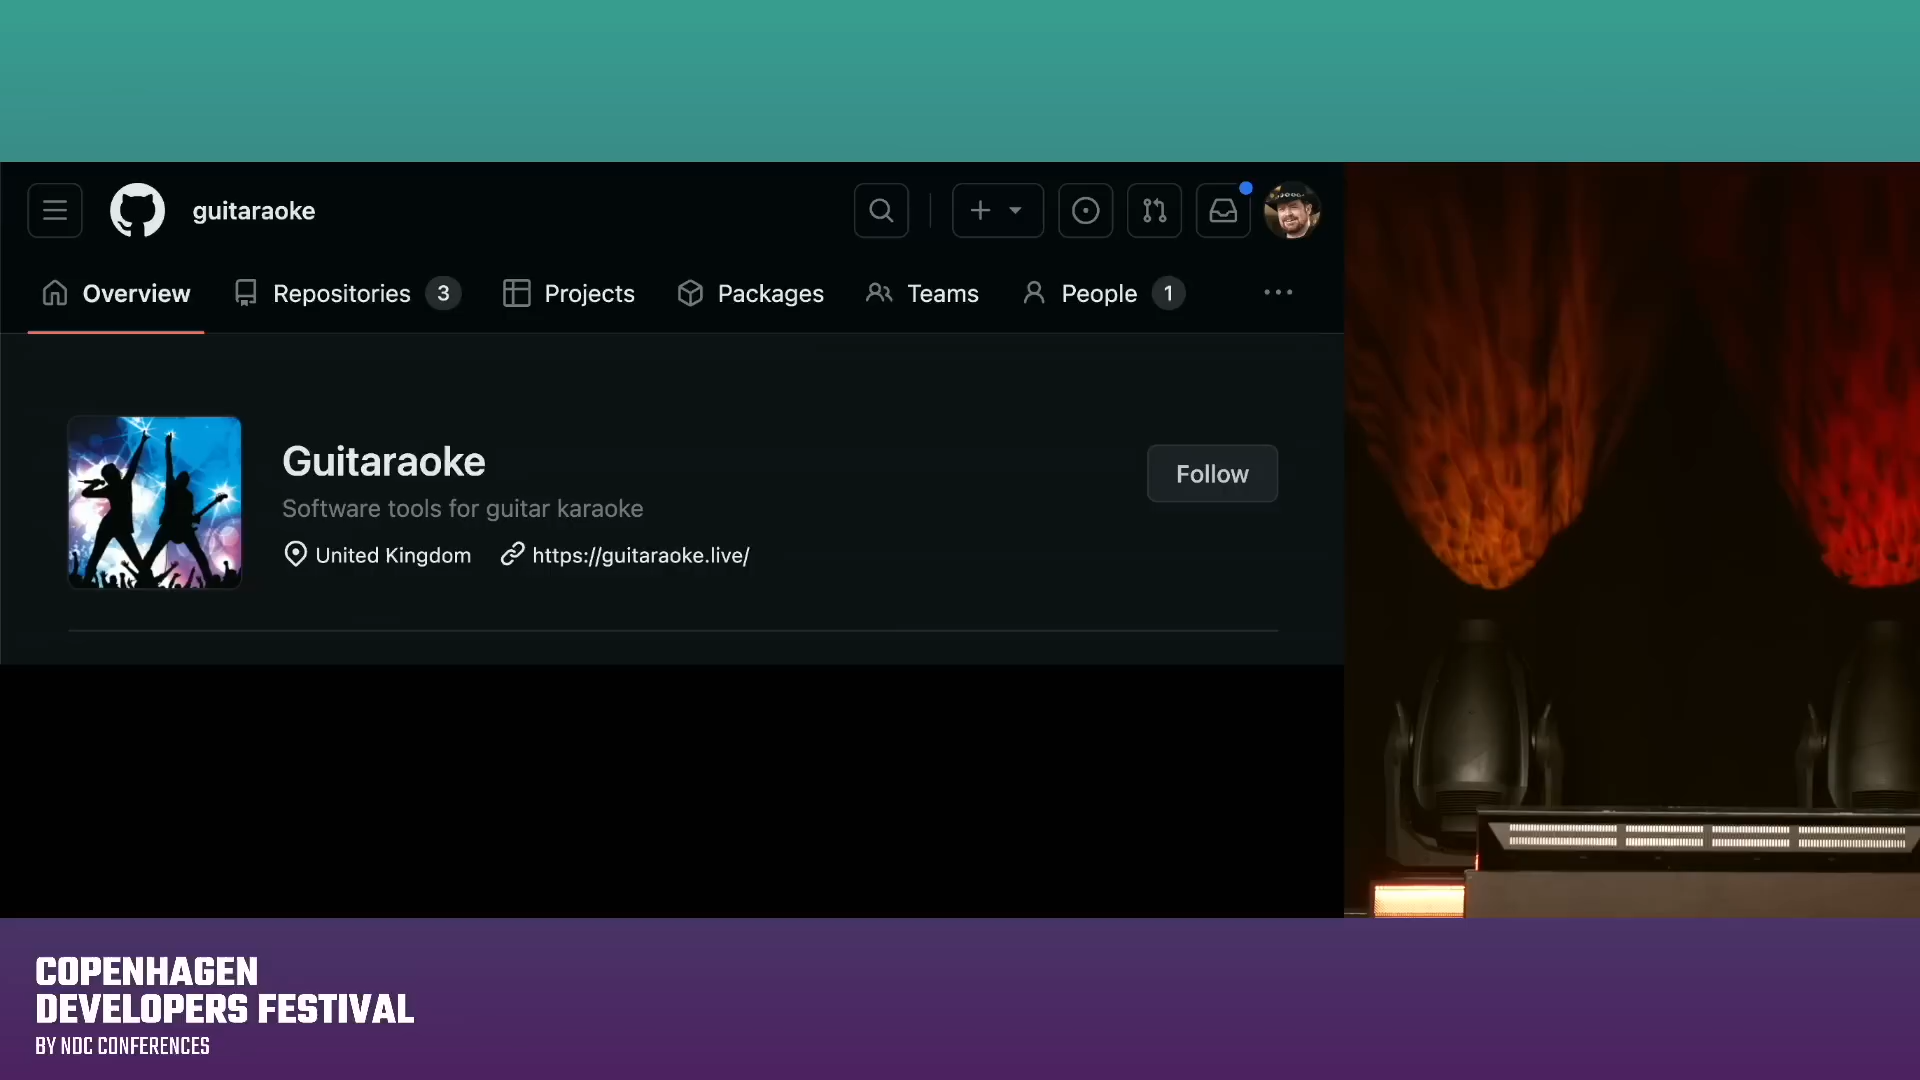 guitaraoke
Overview
Repositories 3
Projects
Packages
Teams
People 1
Guitaraoke
Follow
Software tools for guitar karaoke
United Kingdom
https://guitaraoke.live/
COPENHAGEN
DEVELOPERS FESTIVAL
BY NDC CONFERENCES